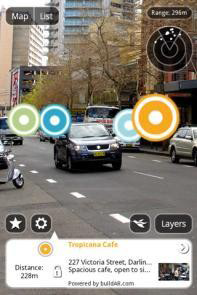 Map
List
Range: 296m
Layers
Tropicana Cafe
Distance:
228m
227 Victoria Street, Darlin...
Spacious cafe, open to si...
Powered by buildAR.com